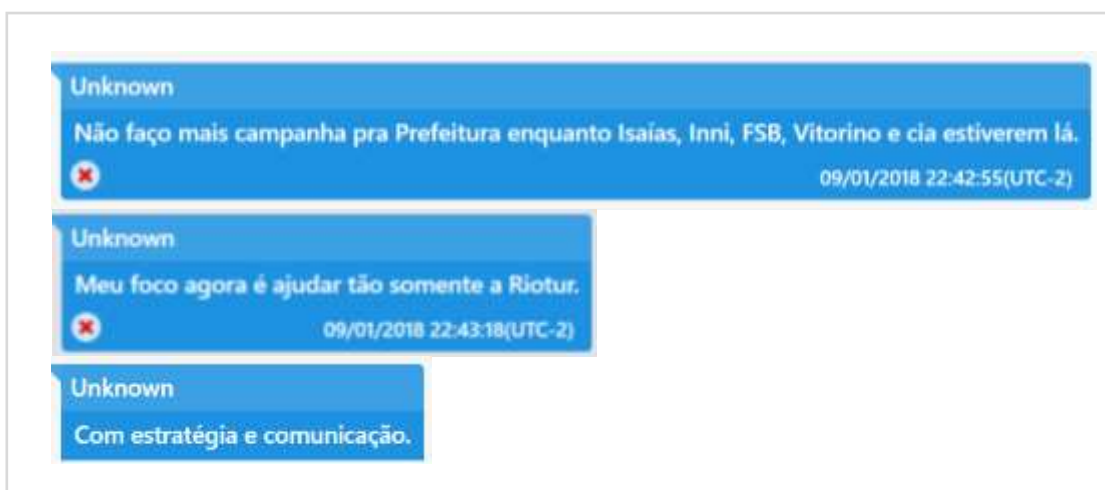 Unknown
Não faço mais campanha pra Prefeitura enquanto Isaías, Inni, FSB, Vitorino e cia estiverem lá.
09/01/2018 22:42:55(UTC-2)
Unknown
Meu foco agora é ajudar tão somente a Riotur.
09/01/2018 22:43:18(UTC-2)
Unknown
Com estratégia e comunicação.